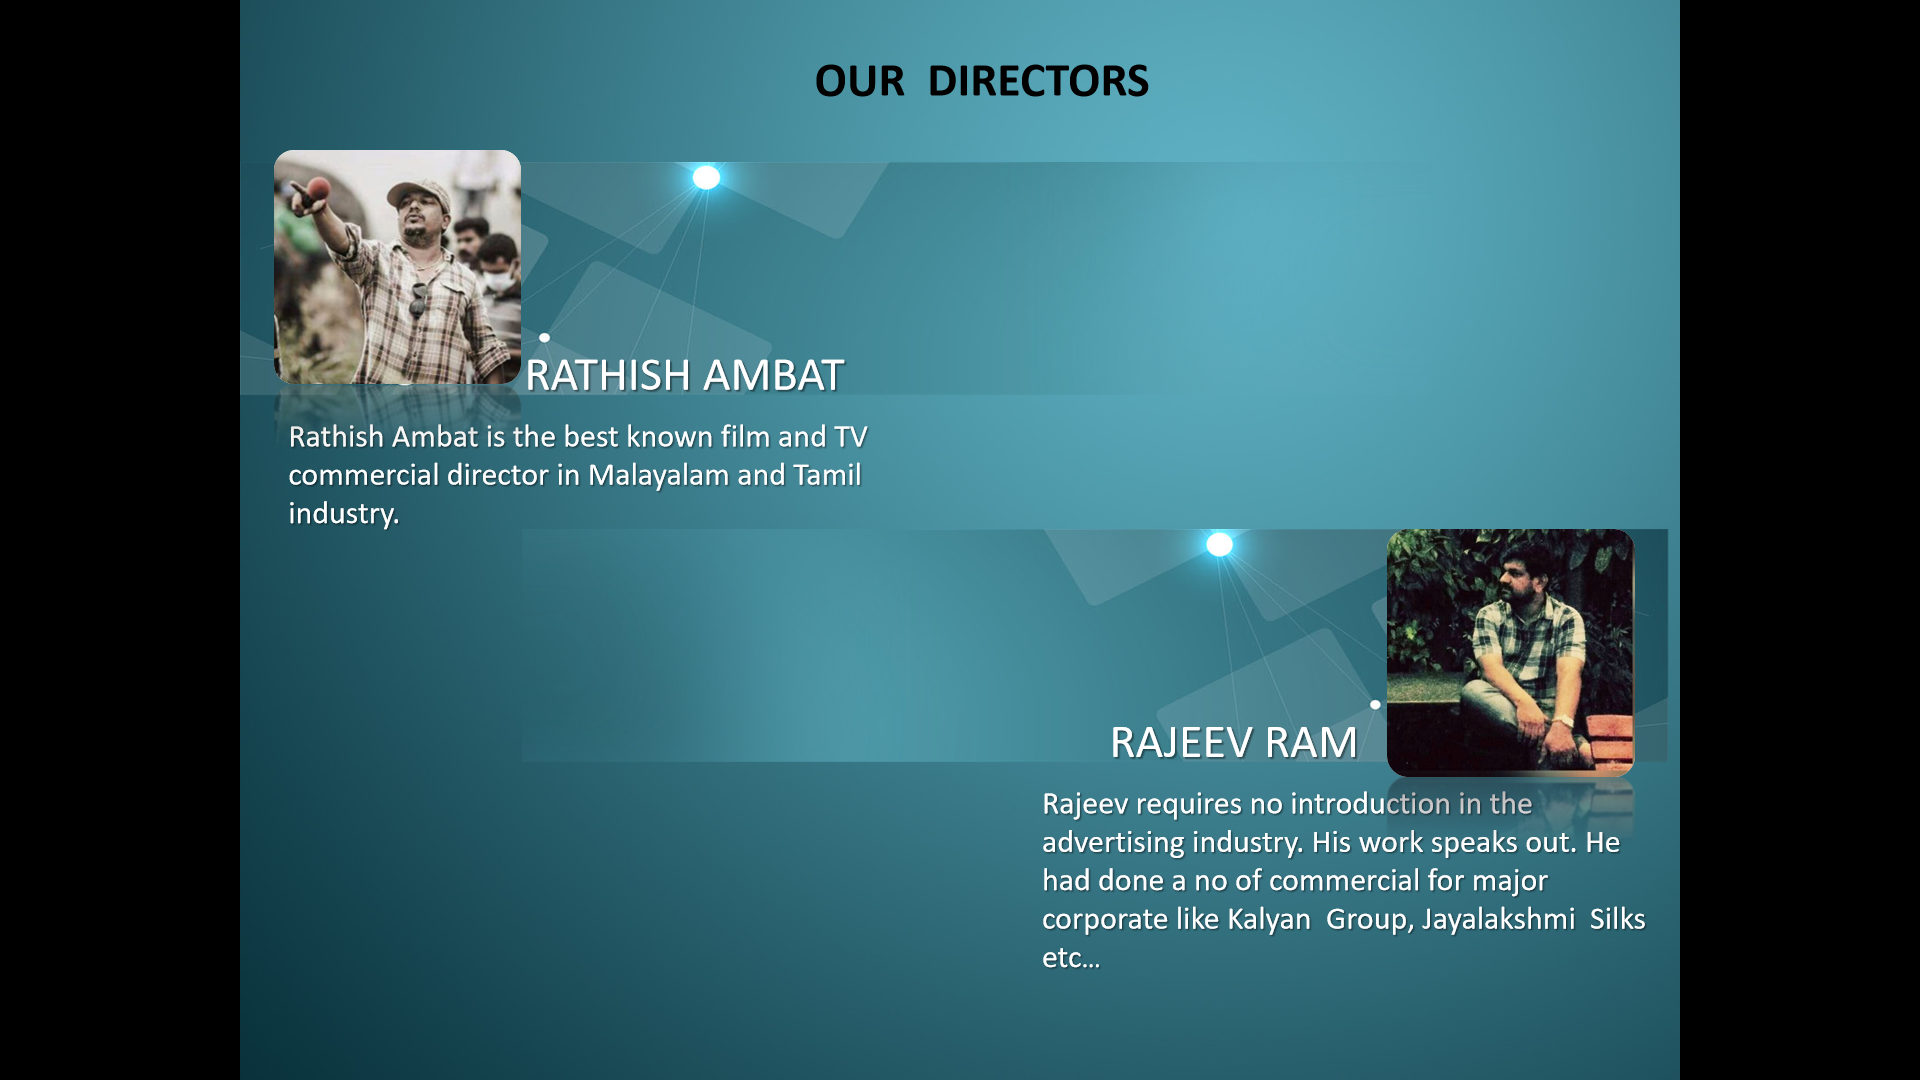 OUR  DIRECTORS
RATHISH AMBAT
Rathish Ambat is the best known film and TV
commercial director in Malayalam and Tamil
industry.
RAJEEV RAM
Rajeev requires no introduction in the
advertising industry. His work speaks out. He
had done a no of commercial for major
corporate like Kalyan  Group, Jayalakshmi  Silks
etc...